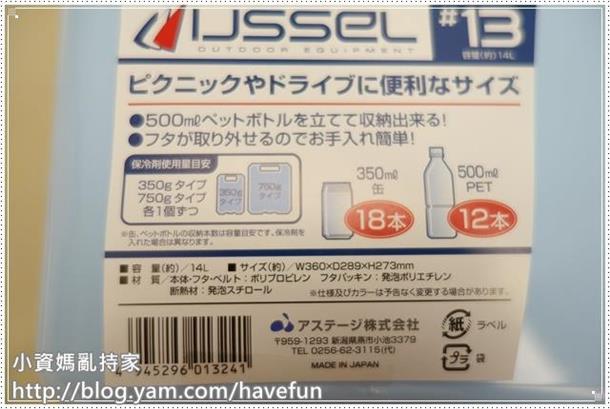 IJSSEL
OUTDOOR EQUIPMENT
#13
容量(約)14L
ピクニックやドライブに便利なサイズ
●500mlペットボトルを立てて収納出来る!
●フタが取り外せるのでお手入れ簡単!
保冷剤使用量目安
350gタイプ
750gタイプ
各1個ずつ
350g
タイプ
750g
タイプ
350ml
缶
18本
500ml
PET
12本
※缶、ペットボトルの収納本数は容量目安です。保冷剤を
入れた場合は異なります。
■容 量(約)/14L ■サイズ(約)/W360×D289×H273mm
■材 質/本体・フタ・ベルト:ポリプロピレン フタパッキン:発泡ポリエチレン
断熱材:発泡スチロール
※仕様及びカラーは予告なく変更する場合があります。
4 945296 013241
アステージ株式会社
〒959-1293 新潟県燕市小池3379
TEL 0256-62-3115(代)
MADE IN JAPAN
紙 ラベル
プラ 袋
小資媽亂持家
http://blog.yam.com/havefun